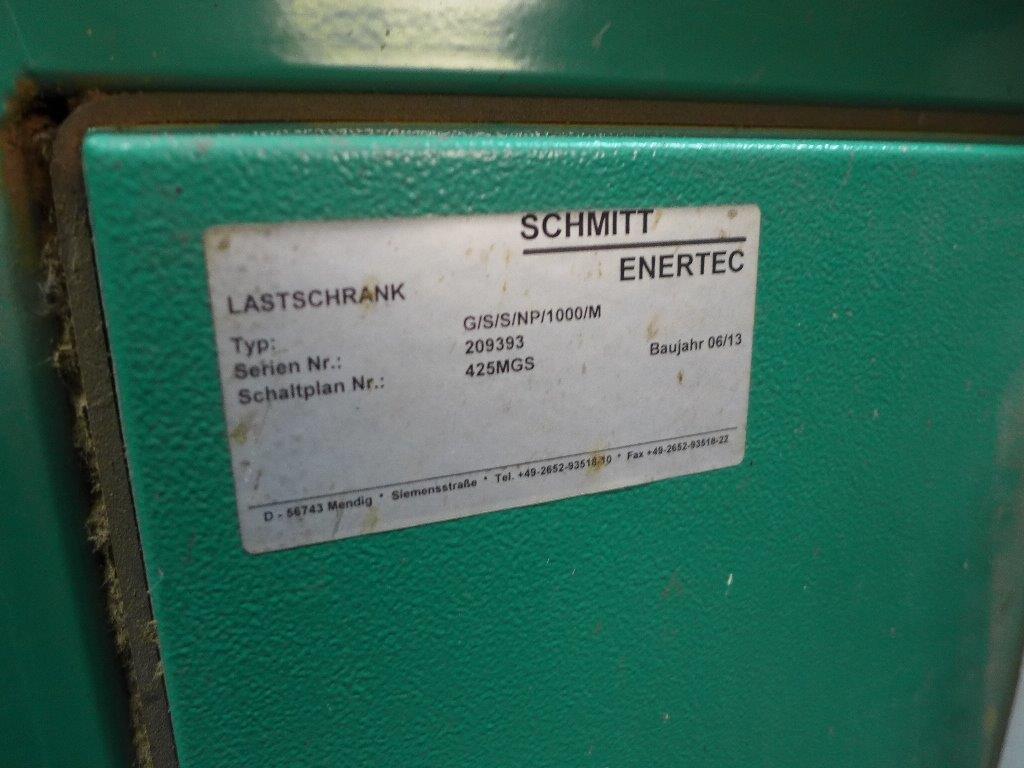 SCHMITT
ENERTEC
LASTSCHRANK
Typ: G/S/S/NP/1000/M
Serien Nr.: 209393 Baujahr 06/13
Schaltplan Nr.: 425MGS
D - 56743 Mendig * Siemensstraße * Tel. +49-2652-93518-10 * Fax +49-2652-93518-22